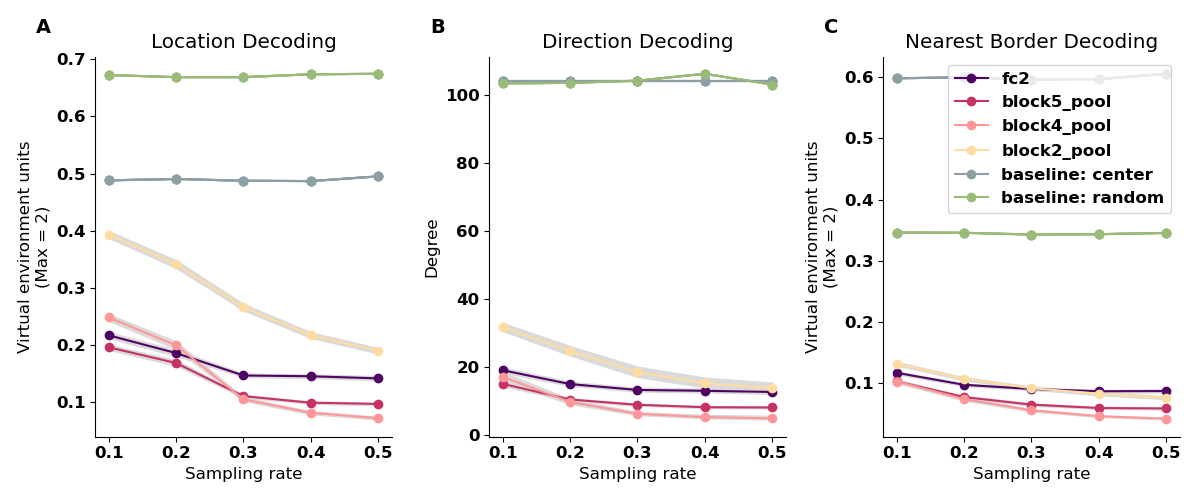 A
Location Decoding
0.7
0.6
0.5
0.4
0.3
0.2
0.1
Virtual environment units
(Max = 2)
0.1 0.2 0.3 0.4 0.5
Sampling rate
B
Direction Decoding
100
80
60
40
20
0
Degree
0.1 0.2 0.3 0.4 0.5
Sampling rate
C
Nearest Border Decoding
0.6
0.5
0.4
0.3
0.2
0.1
Virtual environment units
(Max = 2)
fc2
block5_pool
block4_pool
block2_pool
baseline: center
baseline: random
0.1 0.2 0.3 0.4 0.5
Sampling rate